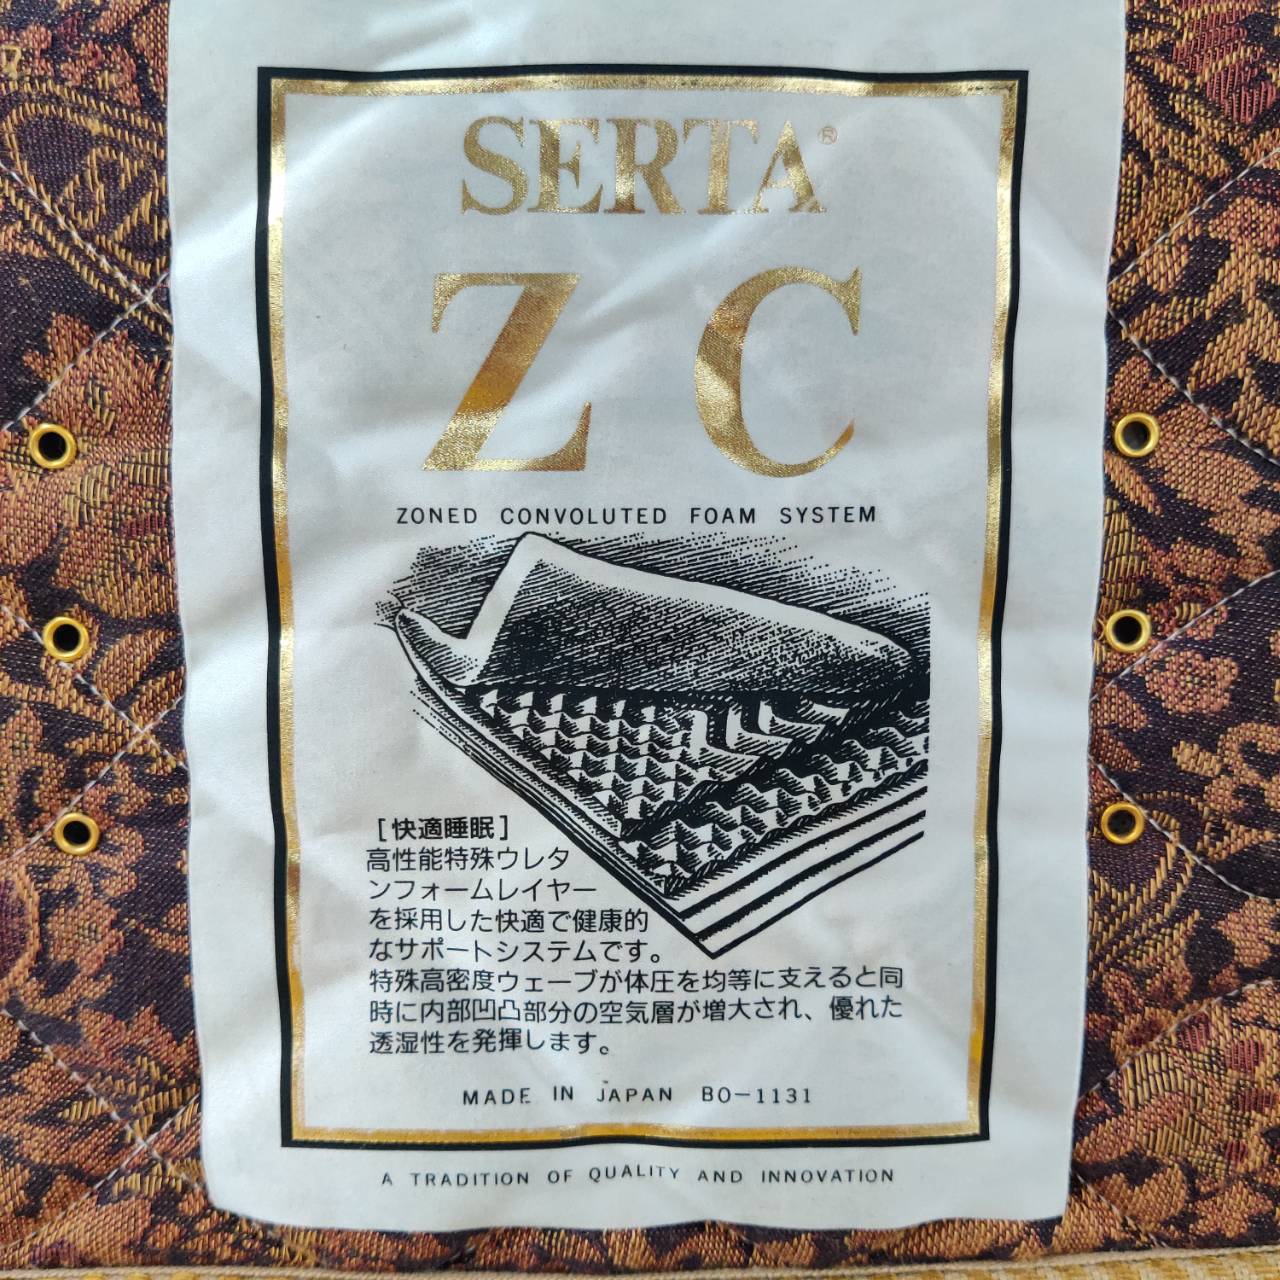 SERTA®
Z C
ZONED CONVOLUTED FOAM SYSTEM
[快適睡眠]
高性能特殊ウレタ
ンフォームレイヤー
を採用した快適で健康的
なサポートシステムです。
特殊高密度ウェーブが体圧を均等に支えると同
時に内部凹凸部分の空気層が増大され、優れた
透湿性を発揮します。
MADE IN JAPAN BO-1131
A TRADITION OF QUALITY AND INNOVATION